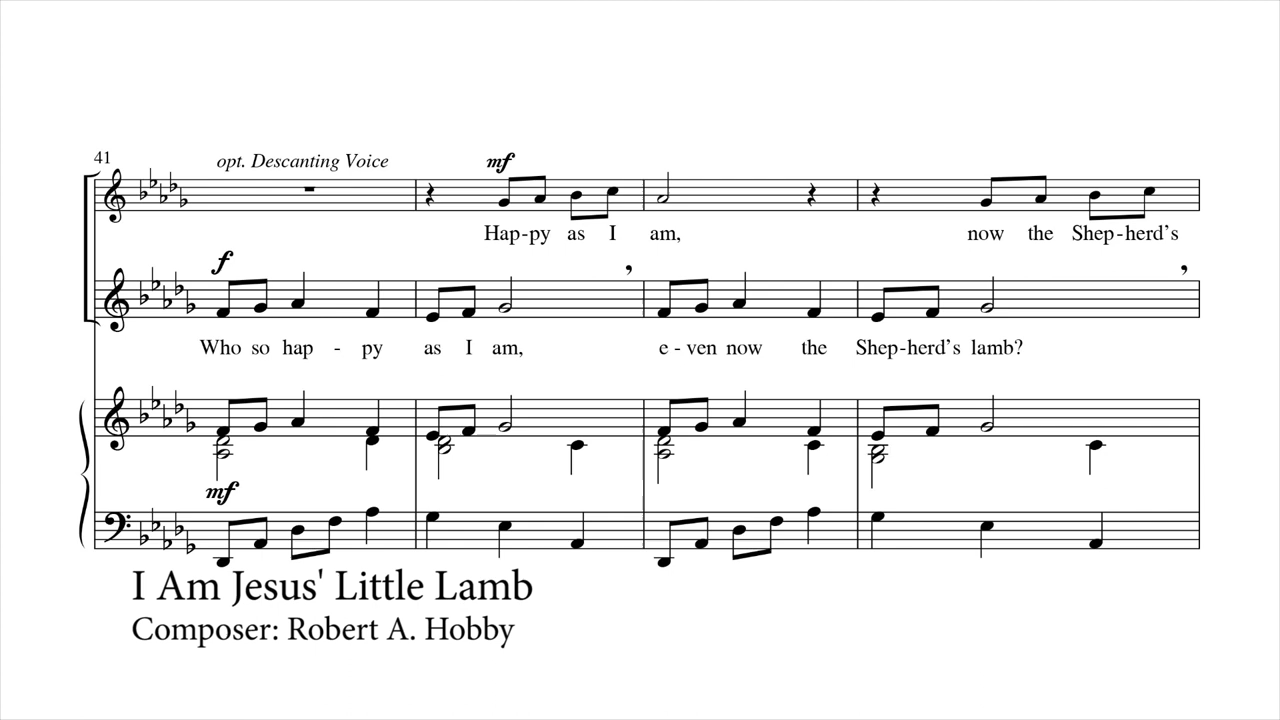 41
opt. Descanting Voice
mf
Hap-py as I am, now the Shep-herd's
f
Who so hap - py as I am, e - ven now the Shep-herd's lamb?
mf
I Am Jesus' Little Lamb
Composer: Robert A. Hobby